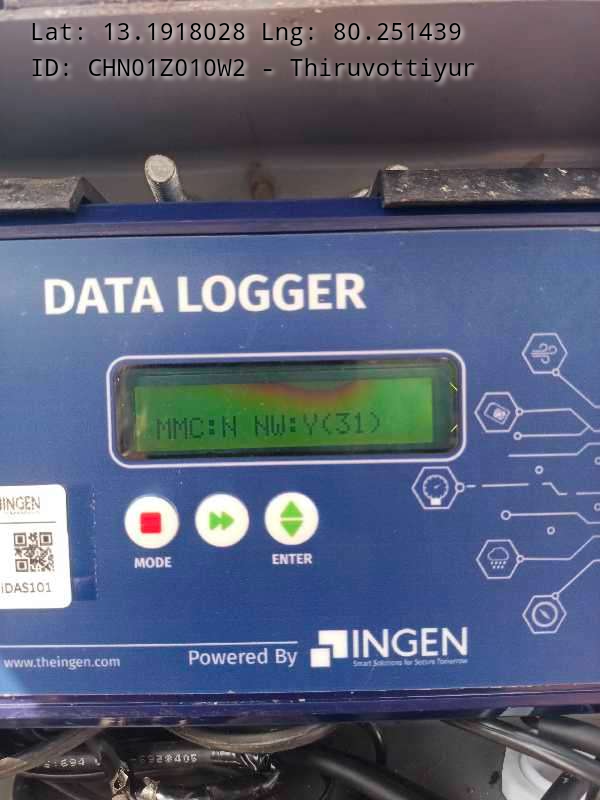 Lat: 13.1918028 Lng: 80.251439
ID: CHN01Z010W2 - Thiruvottiyur
DATA LOGGER
MMC:N NW:Y(31)
INGEN
iDAS101
MODE
ENTER
www.theingen.com
Powered By
INGEN
Smart Solutions for Secure Tomorrow